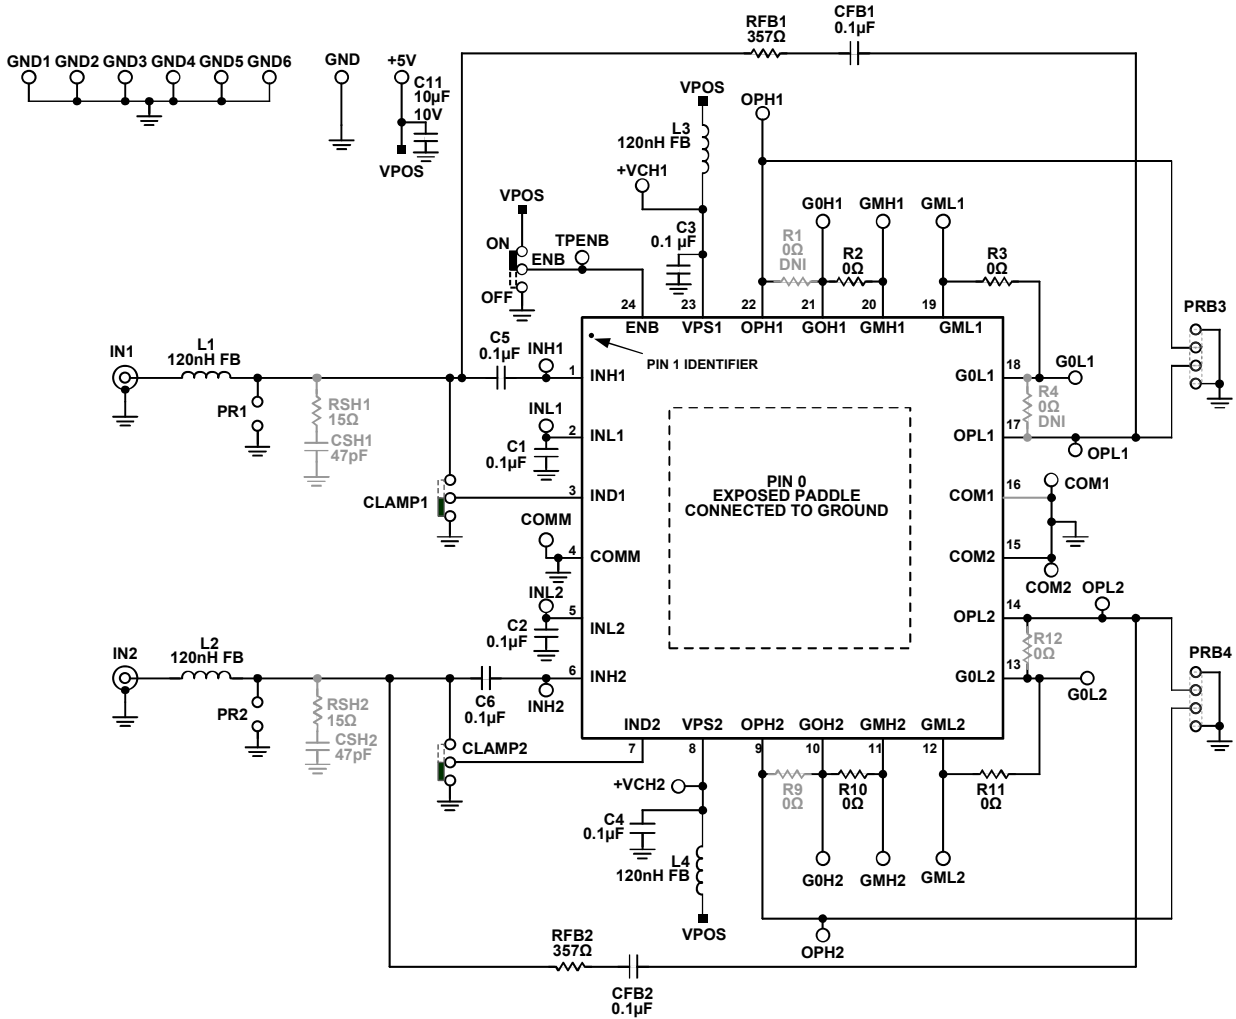 GND1 GND2 GND3 GND4 GND5 GND6
GND
+5V
C11
10µF
10V
VPOS
RFB1
357Ω
CFB1
0.1µF
VPOS
L3
120nH FB
+VCH1
C3
0.1 µF
OPH1
VPOS
ON
ENB
OFF
TPENB
G0H1
GMH1
GML1
R1
0Ω
DNI
R2
0Ω
R3
0Ω
24 23 22 21 20 19
ENB VPS1 OPH1 GOH1 GMH1 GML1
PIN 1 IDENTIFIER
PRB3
IN1
L1
120nH FB
PR1
RSH1
15Ω
CSH1
47pF
C5
0.1µF
INH1
1 INH1
INL1
2 INL1
C1
0.1µF
CLAMP1
3 IND1
COMM
4 COMM
INL2
5 INL2
C2
0.1µF
6 INH2
PIN 0
EXPOSED PADDLE
CONNECTED TO GROUND
G0L1 18
G0L1
R4
0Ω
DNI
OPL1 17
OPL1
COM1 16
COM1
COM2 15
COM2
OPL2 14
OPL2
R12
0Ω
G0L2 13
G0L2
PRB4
IN2
L2
120nH FB
PR2
RSH2
15Ω
CSH2
47pF
C6
0.1µF
INH2
CLAMP2
IND2 VPS2 OPH2 GOH2 GMH2 GML2
7 8 9 10 11 12
+VCH2
C4
0.1µF
L4
120nH FB
VPOS
R9
0Ω
R10
0Ω
R11
0Ω
G0H2
GMH2
GML2
OPH2
RFB2
357Ω
CFB2
0.1µF